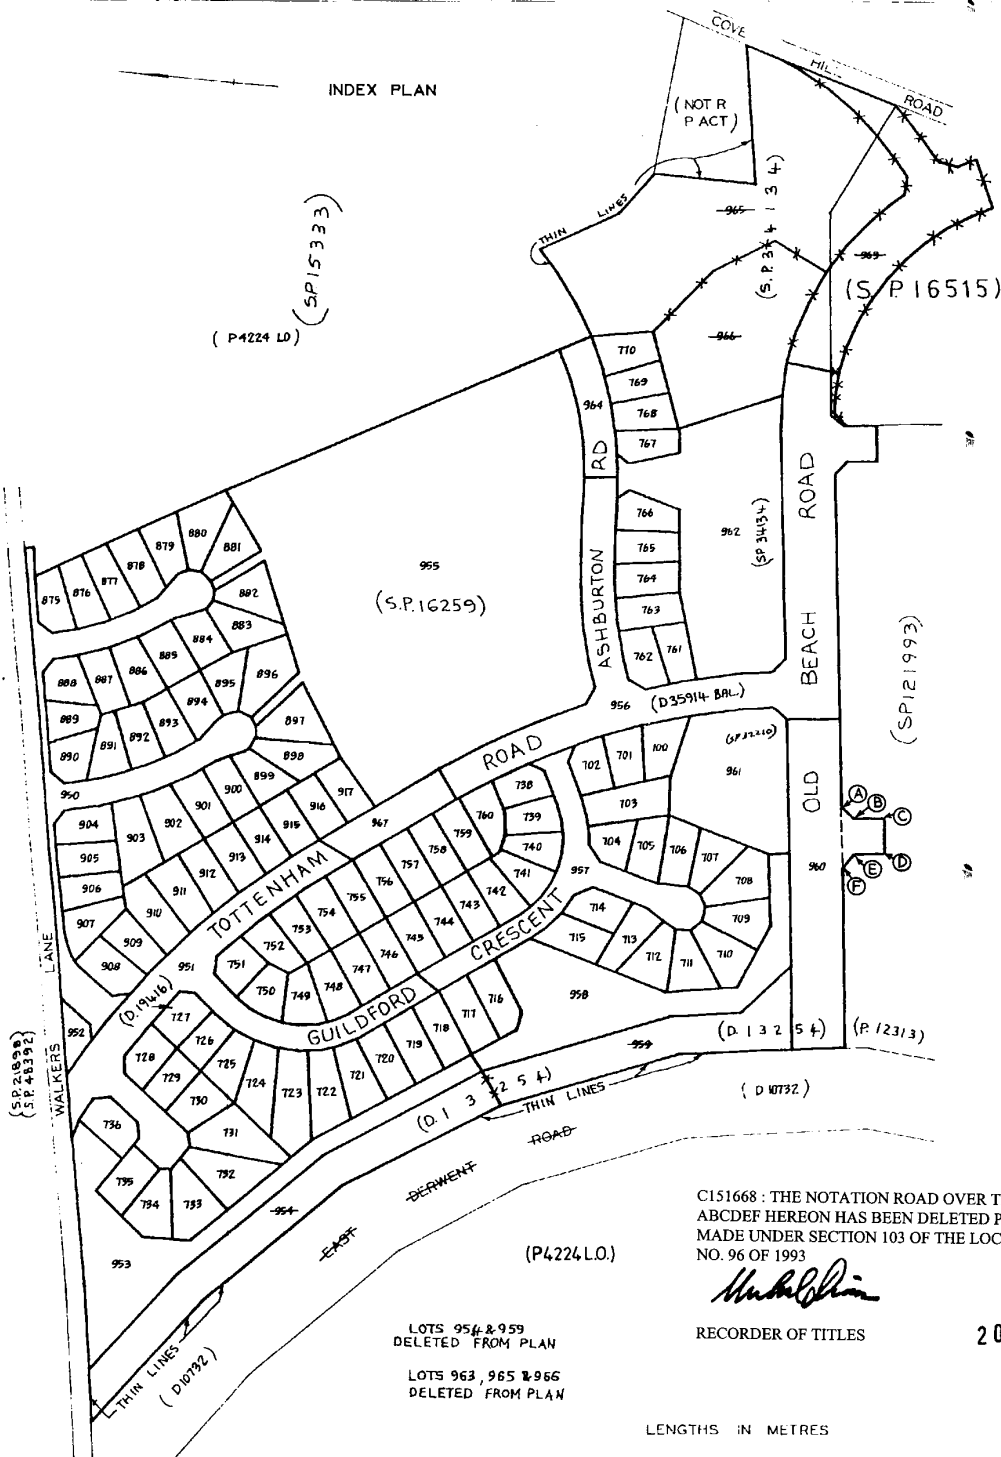 INDEX PLAN
COVE
HILL
ROAD
(NOT R
P ACT)
THIN LINES
965
(S.P. 34134)
963
(S.P. 16515)
(SP15333)
(P4224 LO)
966
770
769
768
767
964
RD
766
765
764
763
762
761
962
(SP 34134)
OLD BEACH ROAD
ASHBURTON
955
(S.P.16259)
956
(D35914 BAL.)
(SP121993)
875
876
877
878
879
880
881
882
883
884
885
886
887
888
889
890
891
892
893
894
895
896
897
898
899
900
901
902
903
904
905
906
907
908
909
910
911
912
913
914
915
916
917
950
951
952
967
TOTTENHAM ROAD
702
701
700
703
704
705
706
707
708
709
710
711
712
713
714
715
961
960
957
958
738
739
740
741
742
743
744
745
746
747
748
749
750
751
752
753
754
755
756
757
758
759
760
GUILDFORD CRESCENT
716
717
718
719
720
721
722
723
724
725
726
727
728
729
730
731
732
733
734
735
736
(D.19416)
WALKERS LANE
(S.P.21898)
(S.P. 48392)
A
B
C
D
E
F
959
(D.13254)
(P.12313)
(D.13254)
THIN LINES
(D10732)
EAST DERWENT ROAD
954
953
THIN LINES
(D10732)
(P4224L.O.)
LOTS 954 & 959
DELETED FROM PLAN
LOTS 963, 965 & 966
DELETED FROM PLAN
C151668 : THE NOTATION ROAD OVER T
ABCDEF HEREON HAS BEEN DELETED P
MADE UNDER SECTION 103 OF THE LOC
NO. 96 OF 1993
RECORDER OF TITLES
20
LENGTHS IN METRES